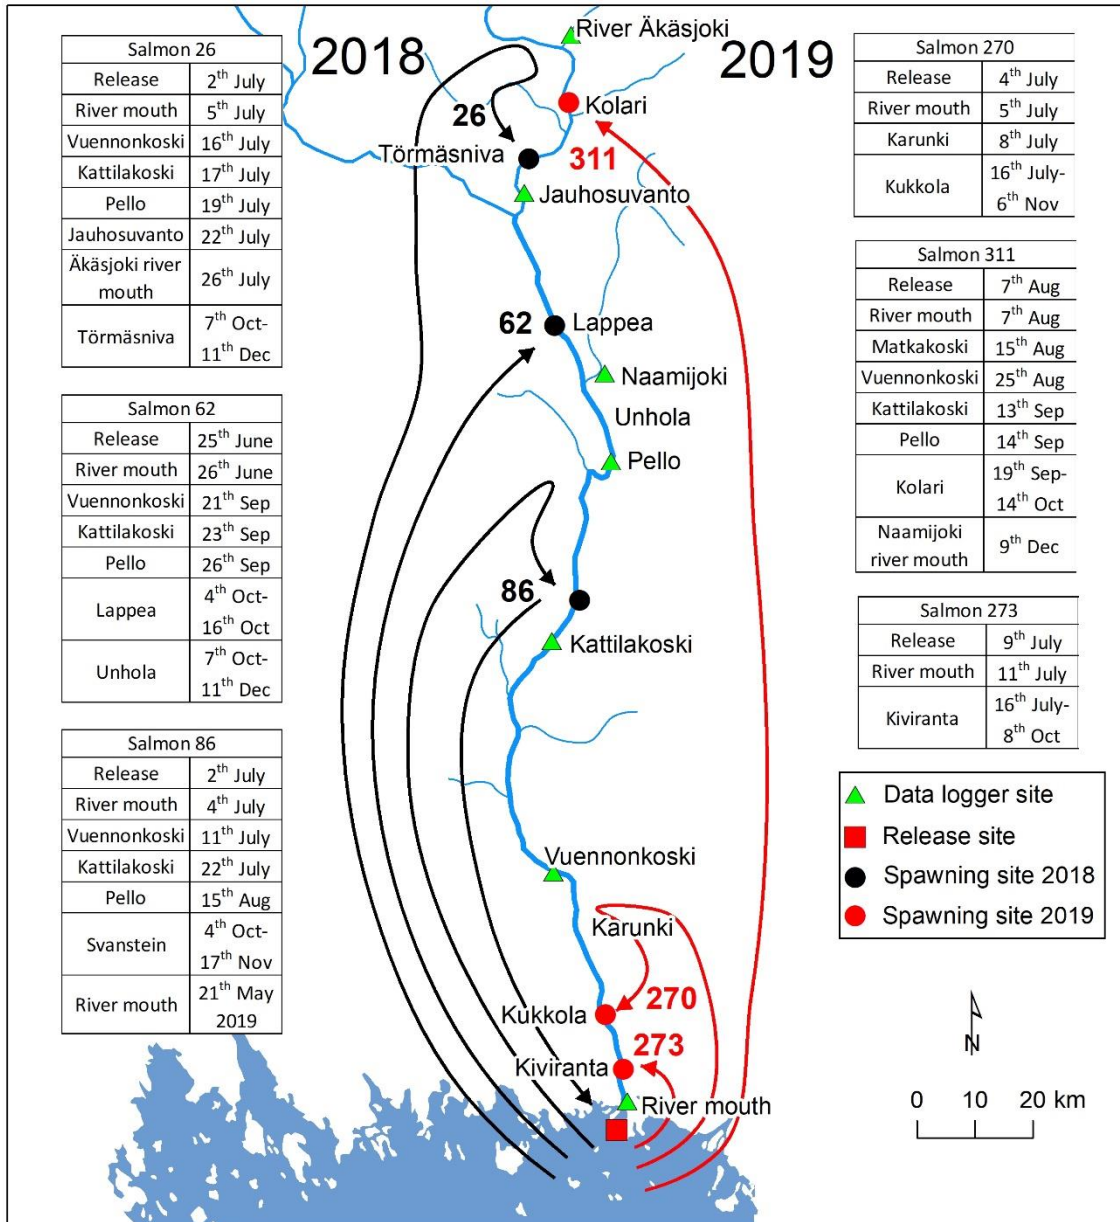 2018
2019
Salmon 26
Release 2th July
River mouth 5th July
Vuennonkoski 16th July
Kattilakoski 17th July
Pello 19th July
Jauhosuvanto 22th July
Äkäsjoki river
mouth 26th July
Törmäsniva 7th Oct-
11th Dec
Salmon 62
Release 25th June
River mouth 26th June
Vuennonkoski 21th Sep
Kattilakoski 23th Sep
Pello 26th Sep
Lappea 4th Oct-
16th Oct
Unhola 7th Oct-
11th Dec
Salmon 86
Release 2th July
River mouth 4th July
Vuennonkoski 11th July
Kattilakoski 22th July
Pello 15th Aug
Svanstein 4th Oct-
17th Nov
River mouth 21th May
2019
River Äkäsjoki
Kolari
26
Törmäsniva
311
Jauhosuvanto
62
Lappea
Naamijoki
Unhola
Pello
86
Kattilakoski
Vuennonkoski
Karunki
Kukkola
270
Kiviranta
273
River mouth
Salmon 270
Release 4th July
River mouth 5th July
Karunki 8th July
Kukkola 16th July-
6th Nov
Salmon 311
Release 7th Aug
River mouth 7th Aug
Matkakoski 15th Aug
Vuennonkoski 25th Aug
Kattilakoski 13th Sep
Pello 14th Sep
Kolari 19th Sep-
14th Oct
Naamijoki
river mouth 9th Dec
Salmon 273
Release 9th July
River mouth 11th July
Kiviranta 16th July-
8th Oct
Data logger site
Release site
Spawning site 2018
Spawning site 2019
N
0 10 20 km